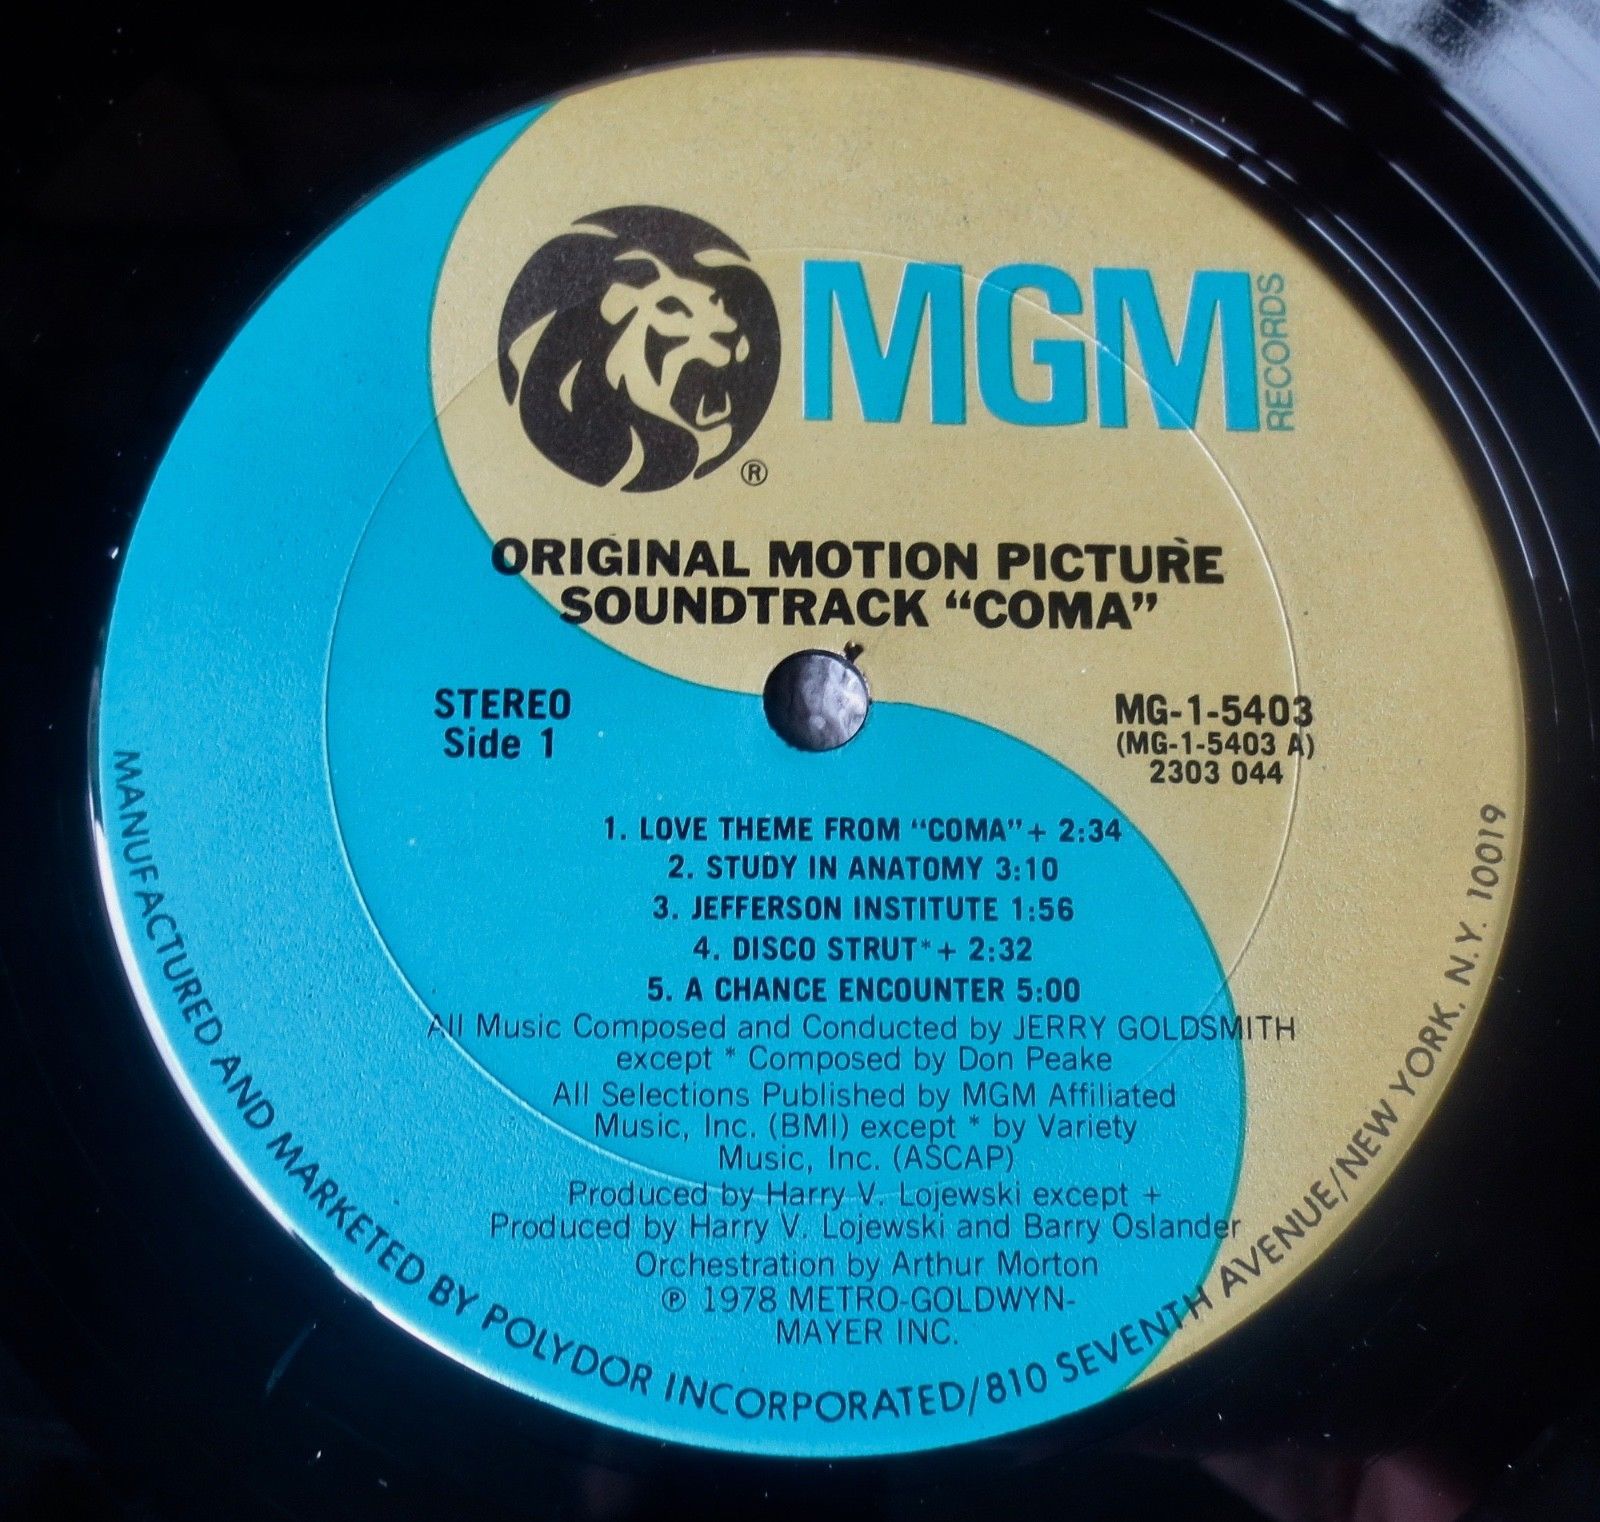 MGM
RECORDS
®
ORIGINAL MOTION PICTURE
SOUNDTRACK “COMA”
STEREO
Side 1
MG-1-5403
(MG-1-5403 A)
2303 044
1. LOVE THEME FROM “COMA”+ 2:34
2. STUDY IN ANATOMY 3:10
3. JEFFERSON INSTITUTE 1:56
4. DISCO STRUT*+ 2:32
5. A CHANCE ENCOUNTER 5:00
All Music Composed and Conducted by JERRY GOLDSMITH
except * Composed by Don Peake
All Selections Published by MGM Affiliated
Music, Inc. (BMI) except * by Variety
Music, Inc. (ASCAP)
Produced by Harry V. Lojewski except +
Produced by Harry V. Lojewski and Barry Oslander
Orchestration by Arthur Morton
℗ 1978 METRO-GOLDWYN-
MAYER INC.
MANUFACTURED AND MARKETED BY POLYDOR INCORPORATED/810 SEVENTH AVENUE/NEW YORK. N.Y. 10019